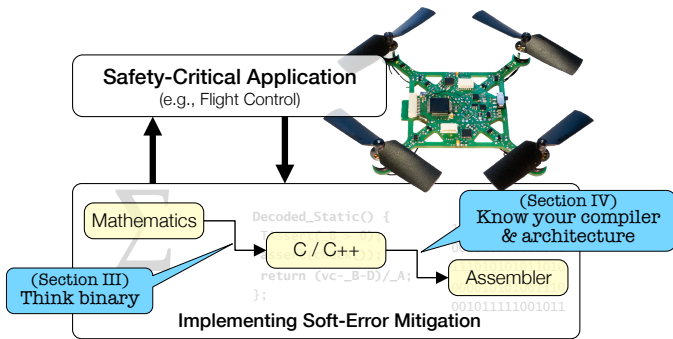 Safety-Critical Application
(e.g., Flight Control)
Mathematics
Decoded_Static() {
C / C++
return (vc-_B-D)/_A;
};
(Section IV)
Know your compiler
& architecture
Assembler
001011111001011
(Section III)
Think binary
Implementing Soft-Error Mitigation